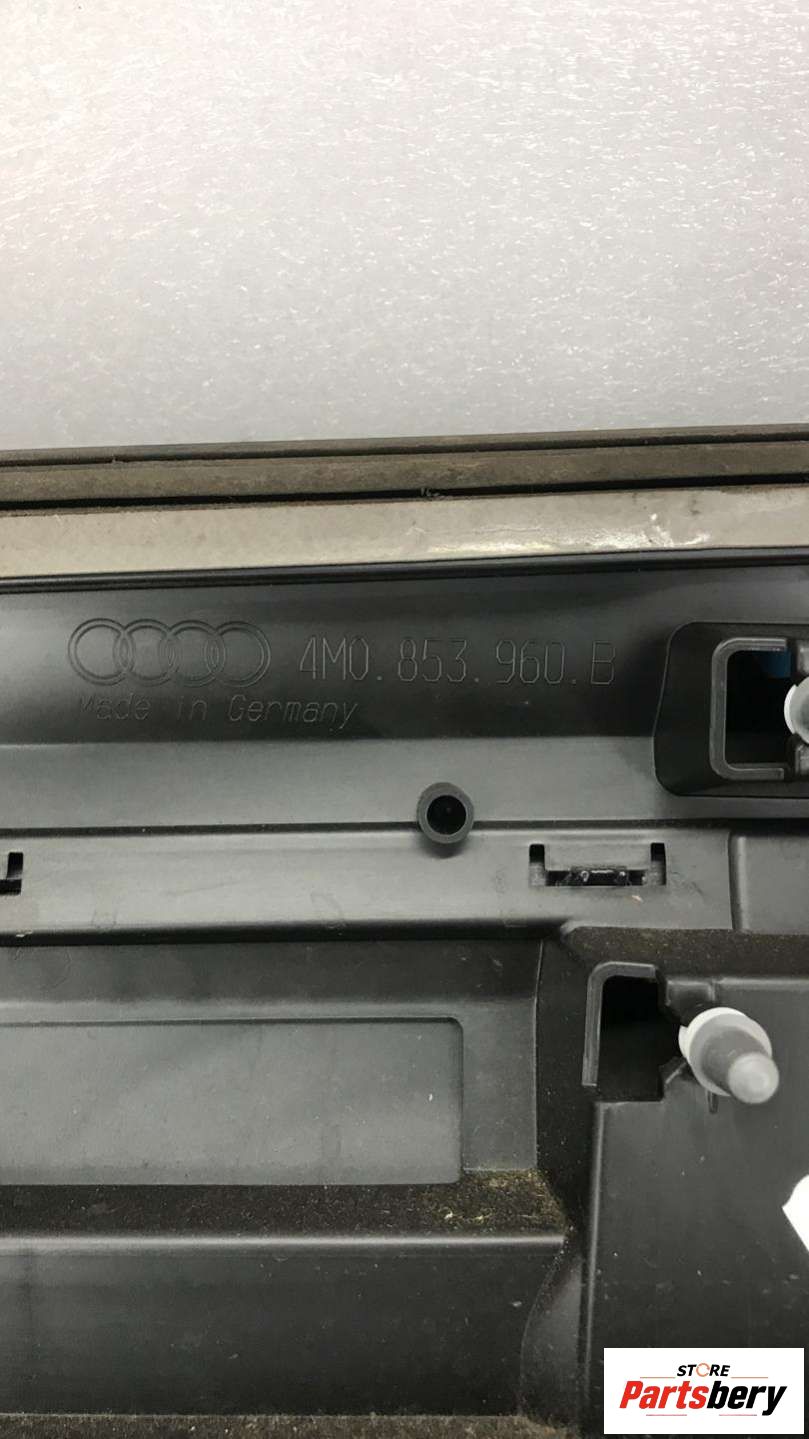 4M0.853.960.B
Made in Germany
STORE
Partsbery